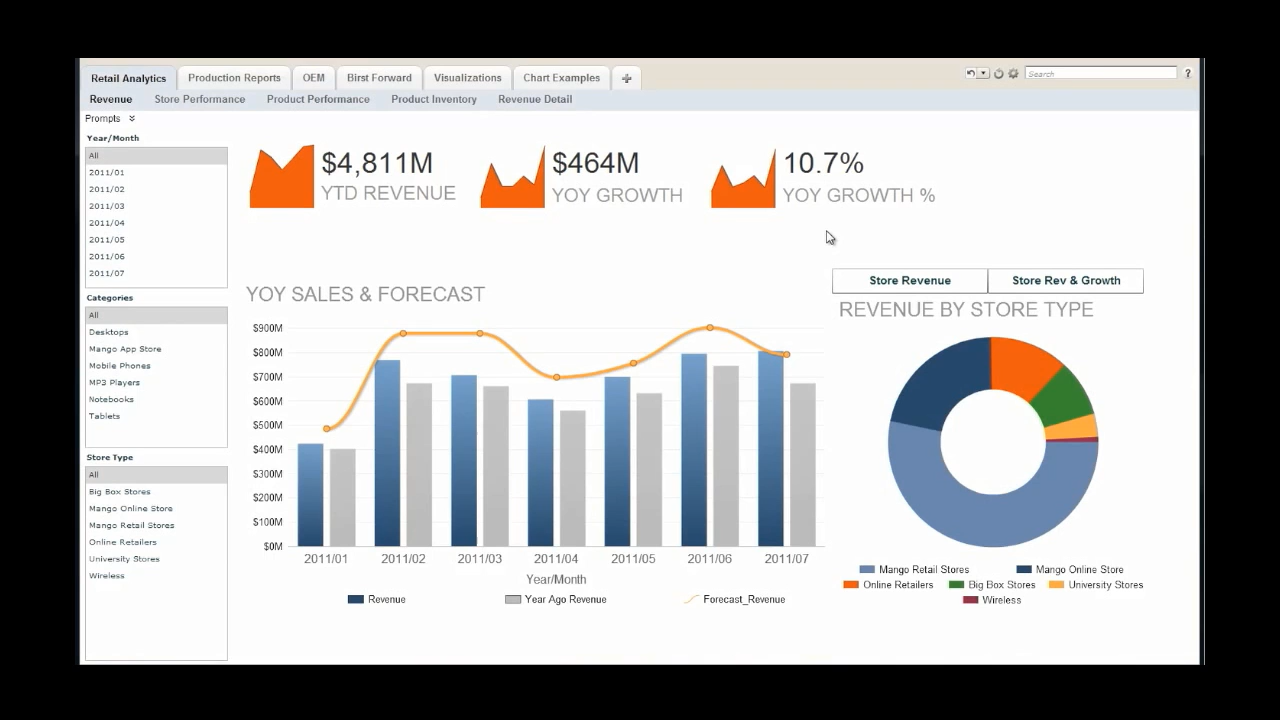 Retail Analytics Production Reports OEM Birst Forward Visualizations Chart Examples + Search ?
Revenue Store Performance Product Performance Product Inventory Revenue Detail
Prompts
Year/Month
All
2011/01
2011/02
2011/03
2011/04
2011/05
2011/06
2011/07
Categories
All
Desktops
Mango App Store
Mobile Phones
MP3 Players
Notebooks
Tablets
Store Type
All
Big Box Stores
Mango Online Store
Mango Retail Stores
Online Retailers
University Stores
Wireless
$4,811M
YTD REVENUE
$464M
YOY GROWTH
10.7%
YOY GROWTH %
YOY SALES & FORECAST
$900M
$800M
$700M
$600M
$500M
$400M
$300M
$200M
$100M
$0M
2011/01 2011/02 2011/03 2011/04 2011/05 2011/06 2011/07
Year/Month
Revenue Year Ago Revenue Forecast_Revenue
Store Revenue Store Rev & Growth
REVENUE BY STORE TYPE
Mango Retail Stores Mango Online Store
Online Retailers Big Box Stores University Stores
Wireless